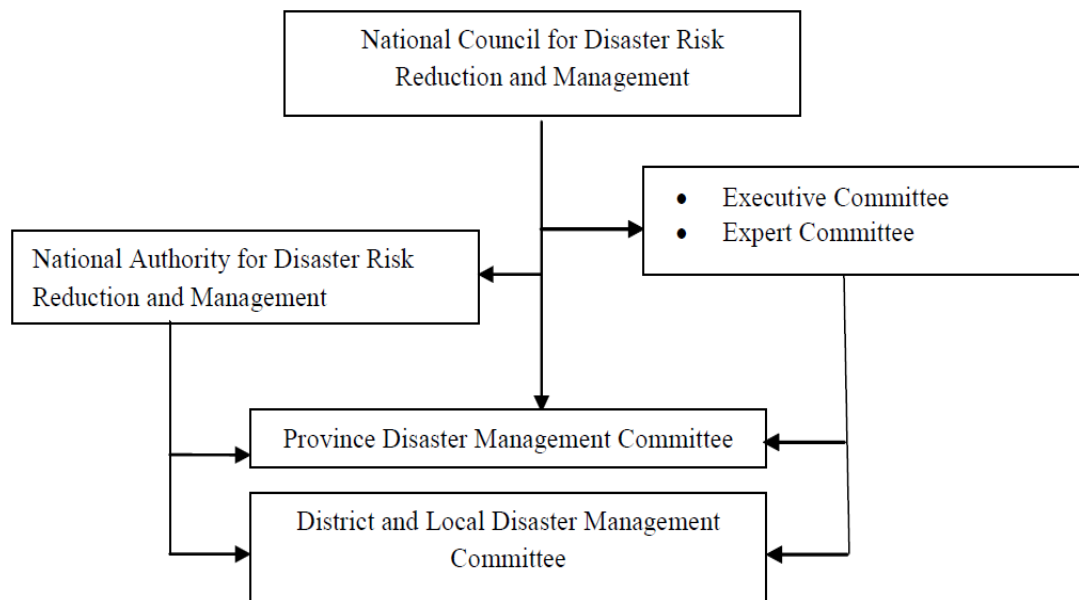 National Council for Disaster Risk
Reduction and Management
• Executive Committee
• Expert Committee
National Authority for Disaster Risk
Reduction and Management
Province Disaster Management Committee
District and Local Disaster Management
Committee